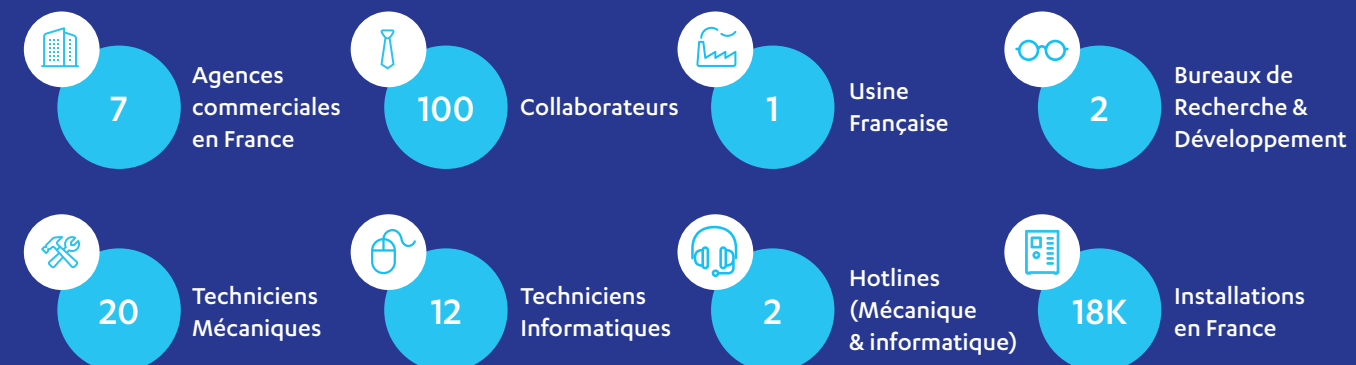 7
Agences
commerciales
en France
100
Collaborateurs
1
Usine
Française
2
Bureaux de
Recherche &
Développement
20
Techniciens
Mécaniques
12
Techniciens
Informatiques
2
Hotlines
(Mécanique
& informatique)
18K
Installations
en France